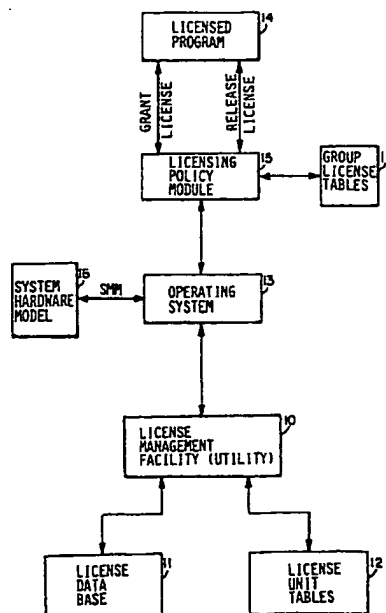 LICENSED
PROGRAM
14
GRANT
LICENSE
RELEASE
LICENSE
LICENSING
POLICY
MODULE
15
GROUP
LICENSE
TABLES
SYSTEM
HARDWARE
MODEL
16
SMM
OPERATING
SYSTEM
13
LICENSE
MANAGEMENT
FACILITY (UTILITY)
10
LICENSE
DATA
BASE
11
LICENSE
UNIT
TABLES
12